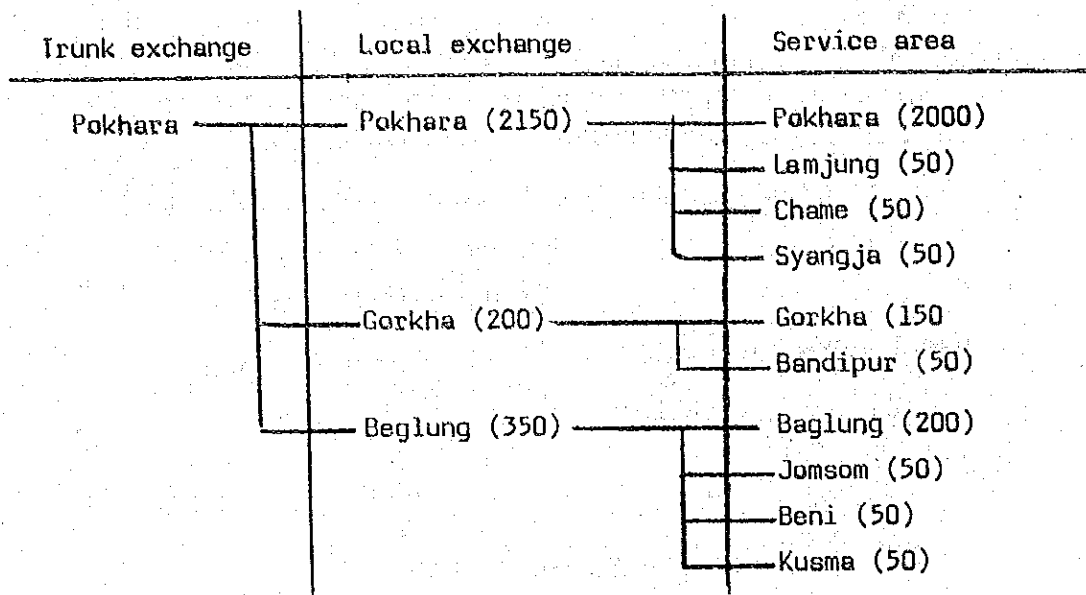 Trunk exchange Local exchange Service area
Pokhara Pokhara (2150) Pokhara (2000)
Lamjung (50)
Chame (50)
Syangja (50)
Gorkha (200) Gorkha (150
Bandipur (50)
Beglung (350) Baglung (200)
Jomsom (50)
Beni (50)
Kusma (50)